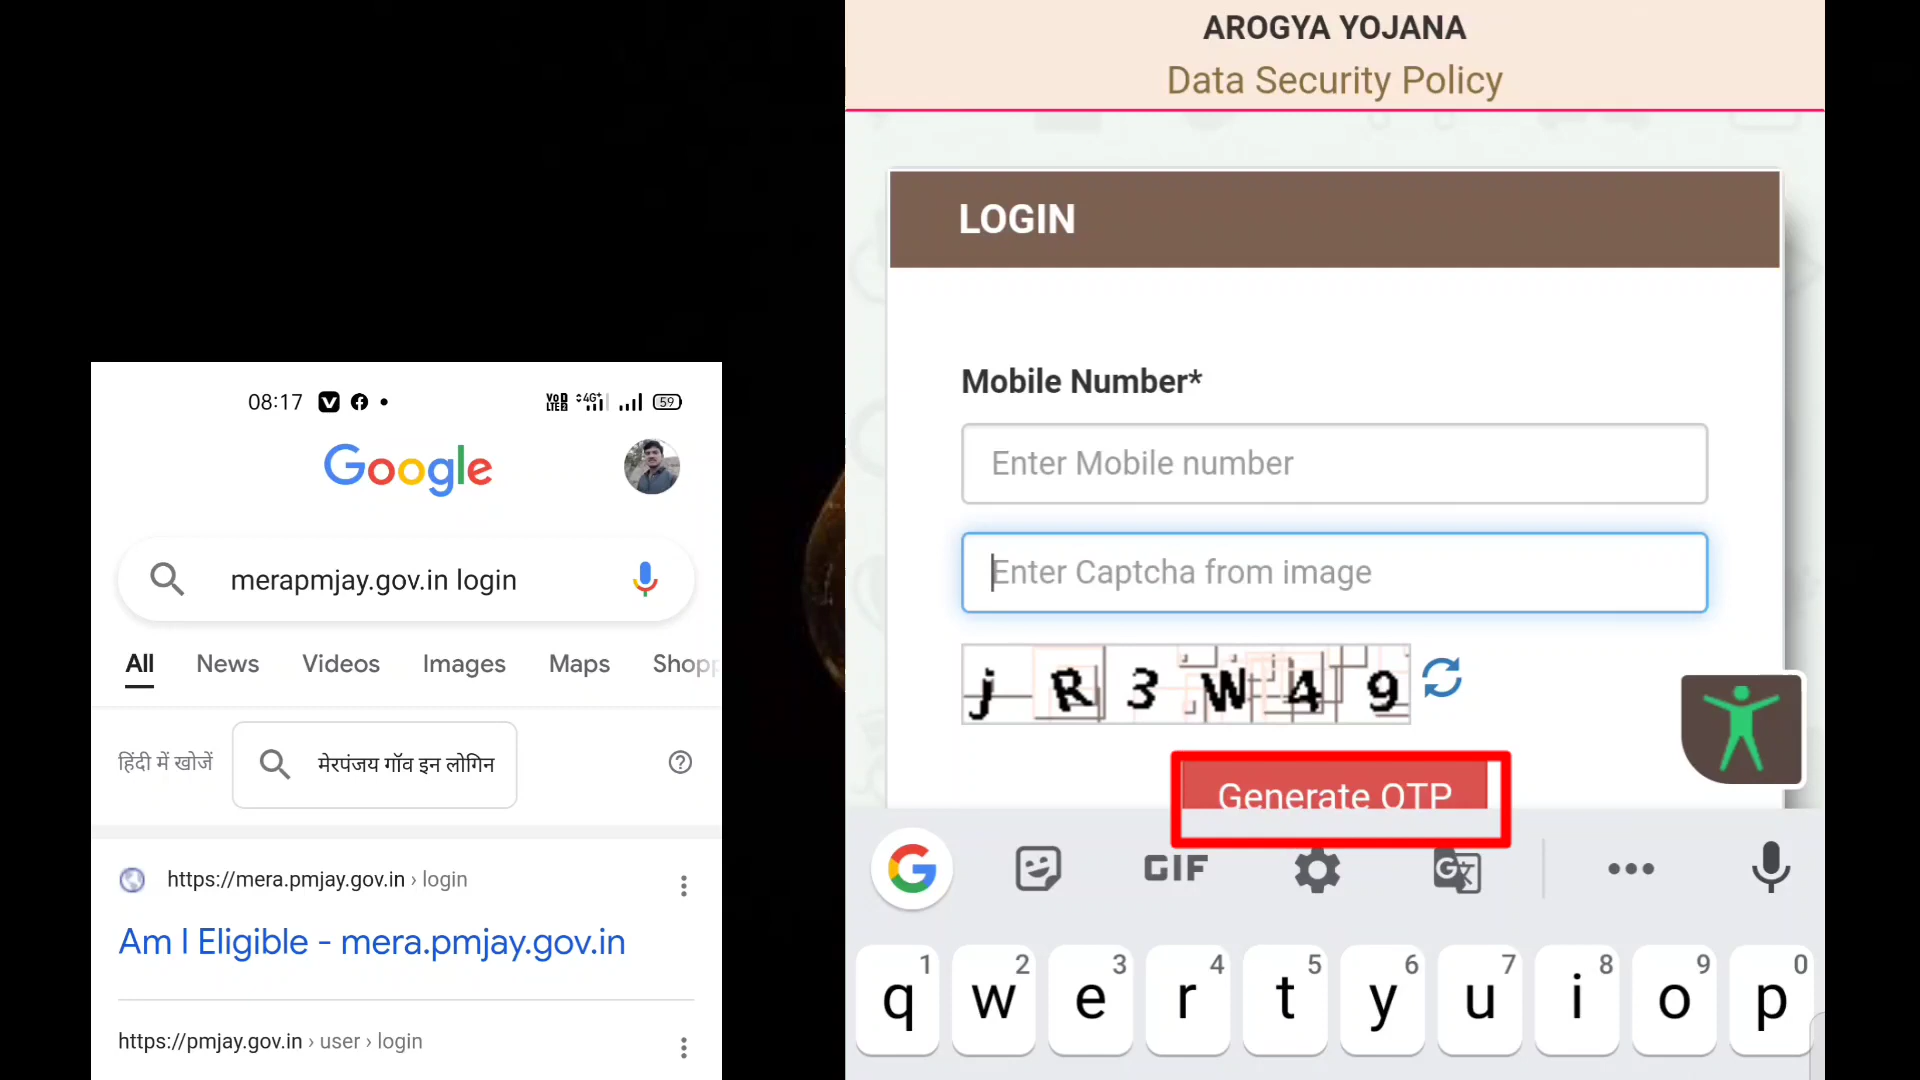 08:17
59
Google
merapmjay.gov.in login
All News Videos Images Maps Shopp
हिंदी में खोजें
मेरपंजय गॉव इन लोगिन
https://mera.pmjay.gov.in › login
Am I Eligible - mera.pmjay.gov.in
https://pmjay.gov.in › user › login
AROGYA YOJANA
Data Security Policy
LOGIN
Mobile Number*
Enter Mobile number
Enter Captcha from image
j R 3 W 4 9
Generate OTP
GIF
1 2 3 4 5 6 7 8 9 0
q w e r t y u i o p